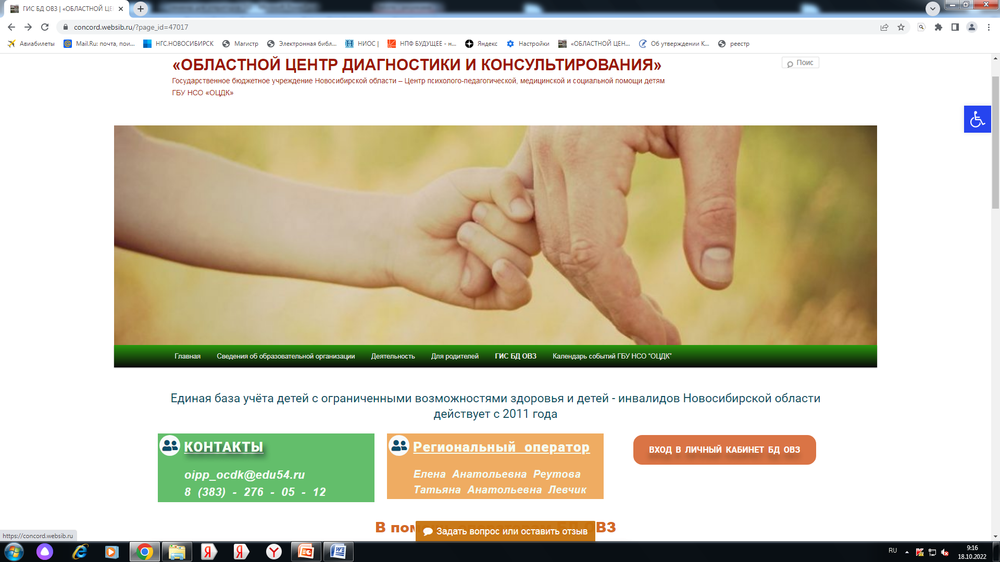 ГИС БД ОВЗ | «ОБЛАСТНОЙ ЦЕ
concord.websib.ru/?page_id=47017
Авиабилеты
Mail.Ru: почта, пои...
НГС.НОВОСИБИРСК
Магистр
Электронная библ...
НИОС |
НПФ БУДУЩЕЕ - н...
Яндекс
Настройки
«ОБЛАСТНОЙ ЦЕН...
Об утверждении К...
реестр
«ОБЛАСТНОЙ ЦЕНТР ДИАГНОСТИКИ И КОНСУЛЬТИРОВАНИЯ»
Поис
Государственное бюджетное учреждение Новосибирской области – Центр психолого-педагогической, медицинской и социальной помощи детям
ГБУ НСО «ОЦДК»
Главная
Сведения об образовательной организации
Деятельность
Для родителей
ГИС БД ОВЗ
Календарь событий ГБУ НСО “ОЦДК”
Единая база учёта детей с ограниченными возможностями здоровья и детей - инвалидов Новосибирской области
действует с 2011 года
КОНТАКТЫ
oipp_ocdk@edu54.ru
8 (383) - 276 - 05 - 12
Региональный оператор
Елена Анатольевна Реутова
Татьяна Анатольевна Левчик
ВХОД В ЛИЧНЫЙ КАБИНЕТ БД ОВЗ
В
ОВЗ
Задать вопрос или оставить отзыв
https://concord.websib.ru
RU
9:16
18.10.2022